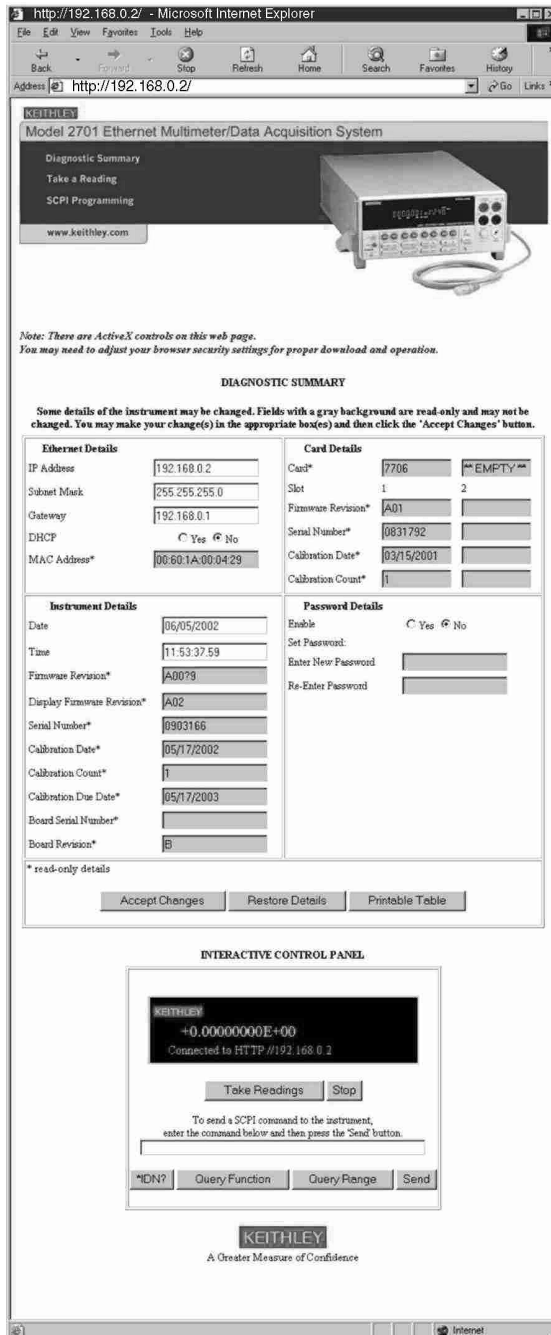 http://192.168.0.2/ - Microsoft Internet Explorer
File Edit View Favorites Tools Help
Back Forward Stop Refresh Home Search Favorites History
Address http://192.168.0.2/ Go Links
KEITHLEY
Model 2701 Ethernet Multimeter/Data Acquisition System
Diagnostic Summary
Take a Reading
SCPI Programming
www.keithley.com
Note: There are ActiveX controls on this web page.
You may need to adjust your browser security settings for proper download and operation.
DIAGNOSTIC SUMMARY
Some details of the instrument may be changed. Fields with a gray background are read-only and may not be
changed. You may make your change(s) in the appropriate box(es) and then click the 'Accept Changes' button.
Ethernet Details
IP Address 192.168.0.2
Subnet Mask 255.255.255.0
Gateway 192.168.0.1
DHCP Yes No
MAC Address* 00:60:1A:00:04:29
Card Details
Card* 7706 **EMPTY**
Slot 1 2
Firmware Revision* A01
Serial Number* 0831792
Calibration Date* 03/15/2001
Calibration Count* 1
Instrument Details
Date 06/05/2002
Time 11:53:37.59
Firmware Revision* A00?9
Display Firmware Revision* A02
Serial Number* 0903166
Calibration Date* 05/17/2002
Calibration Count* 1
Calibration Due Date* 05/17/2003
Board Serial Number*
Board Revision* B
Password Details
Enable Yes No
Set Password:
Enter New Password
Re-Enter Password
* read-only details
Accept Changes Restore Details Printable Table
INTERACTIVE CONTROL PANEL
KEITHLEY
+0.00000000E+00
Connected to HTTP://192.168.0.2
Take Readings Stop
To send a SCPI command to the instrument,
enter the command below and then press the 'Send' button.
*IDN? Query Function Query Range Send
KEITHLEY
A Greater Measure of Confidence
Internet